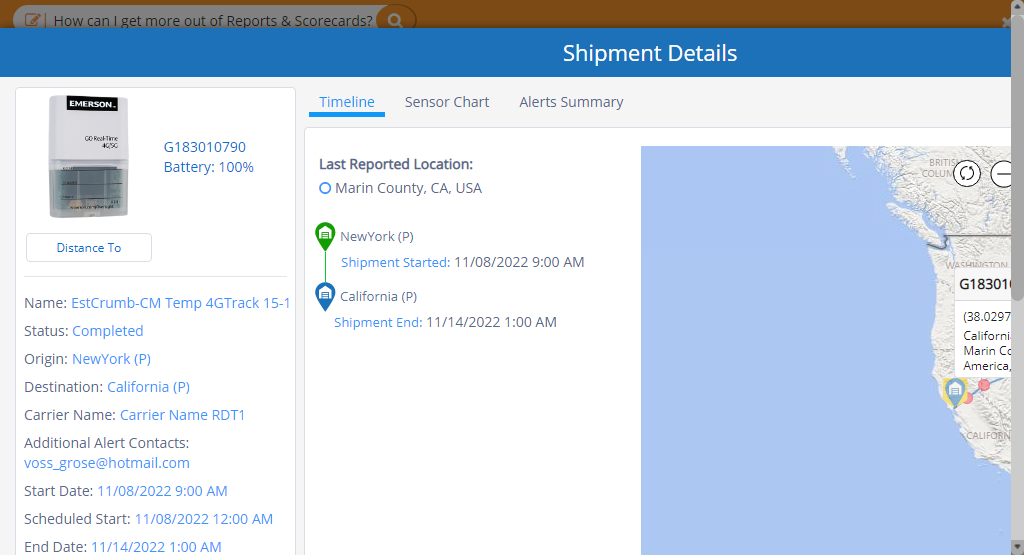 How can I get more out of Reports & Scorecards?
Shipment Details
EMERSON
GO Real-Time
4G/5G
G183010790
Battery: 100%
Distance To
Name: EstCrumb-CM Temp 4GTrack 15-1
Status: Completed
Origin: NewYork (P)
Destination: California (P)
Carrier Name: Carrier Name RDT1
Additional Alert Contacts:
voss_grose@hotmail.com
Start Date: 11/08/2022 9:00 AM
Scheduled Start: 11/08/2022 12:00 AM
End Date: 11/14/2022 1:00 AM
Timeline
Sensor Chart
Alerts Summary
Last Reported Location:
Marin County, CA, USA
NewYork (P)
Shipment Started: 11/08/2022 9:00 AM
California (P)
Shipment End: 11/14/2022 1:00 AM
BRITIS
COLUM
WASHINGTON
G18301
(38.0297
Californi
Marin Co
America,
CALIFORN